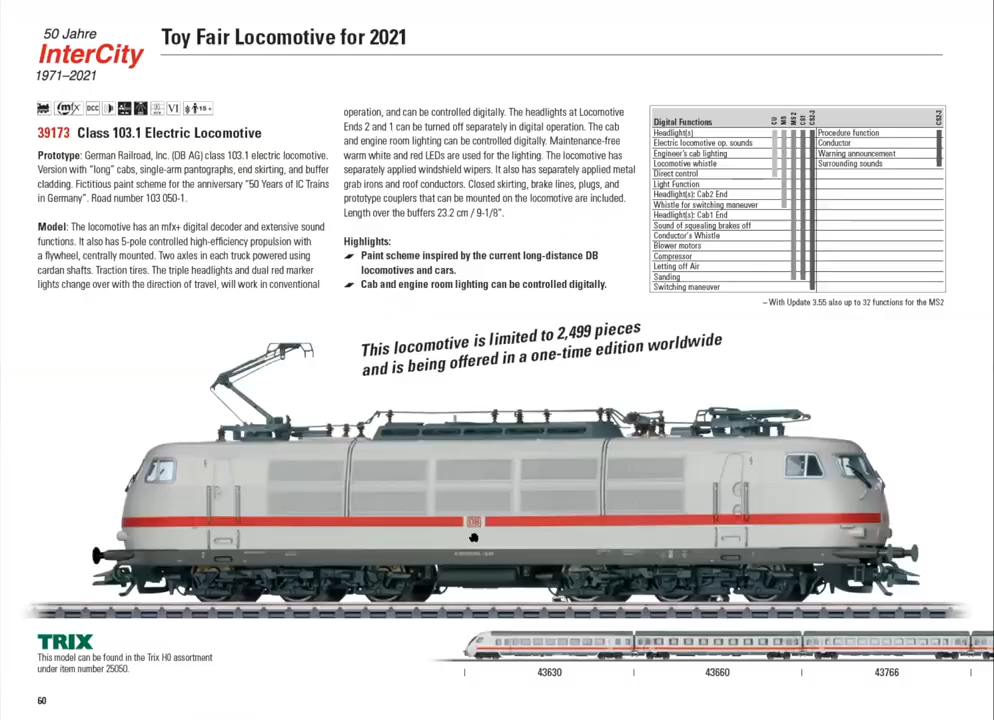 50 Jahre
InterCity
1971–2021
Toy Fair Locomotive for 2021
mfx DCC VI 15+
39173 Class 103.1 Electric Locomotive
Prototype: German Railroad, Inc. (DB AG) class 103.1 electric locomotive.
Version with “long” cabs, single-arm pantographs, end skirting, and buffer
cladding. Fictitious paint scheme for the anniversary “50 Years of IC Trains
in Germany”. Road number 103 050-1.
Model: The locomotive has an mfx+ digital decoder and extensive sound
functions. It also has 5-pole controlled high-efficiency propulsion with
a flywheel, centrally mounted. Two axles in each truck powered using
cardan shafts. Traction tires. The triple headlights and dual red marker
lights change over with the direction of travel, will work in conventional
operation, and can be controlled digitally. The headlights at Locomotive
Ends 2 and 1 can be turned off separately in digital operation. The cab
and engine room lighting can be controlled digitally. Maintenance-free
warm white and red LEDs are used for the lighting. The locomotive has
separately applied windshield wipers. It also has separately applied metal
grab irons and roof conductors. Closed skirting, brake lines, plugs, and
prototype couplers that can be mounted on the locomotive are included.
Length over the buffers 23.2 cm / 9-1/8”.
Highlights:
Paint scheme inspired by the current long-distance DB
locomotives and cars.
Cab and engine room lighting can be controlled digitally.
Digital Functions CU MS MS 2 CS1 CS2-3
Headlight(s)
Electric locomotive op. sounds
Engineer's cab lighting
Locomotive whistle
Direct control
Light Function
Headlight(s): Cab2 End
Whistle for switching maneuver
Headlight(s): Cab1 End
Sound of squealing brakes off
Conductor's Whistle
Blower motors
Compressor
Letting off Air
Sanding
Switching maneuver
CS2-3
Procedure function
Conductor
Warning announcement
Surrounding sounds
– With Update 3.55 also up to 32 functions for the MS2
This locomotive is limited to 2,499 pieces
and is being offered in a one-time edition worldwide
DB
TRIX
This model can be found in the Trix H0 assortment
under item number 25050.
43630 43660 43766
60